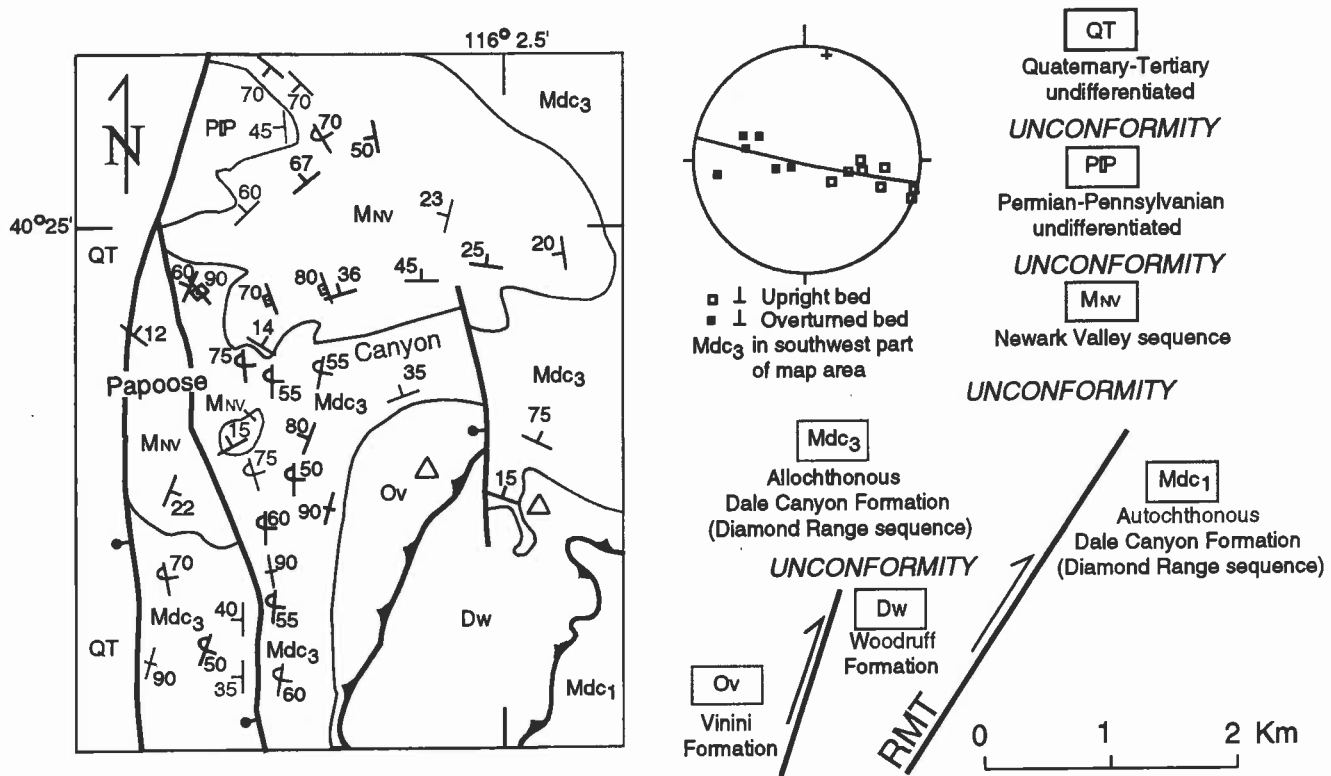 116° 2.5'
N
70
70
PIP
45
70
50
Mdc3
67
60
MNV
23
40°25'
QT
20
25
60
90
80
36
45
70
12
14
Canyon
75
55
55
Papoose
35
Mdc3
Mdc3
MNV
15
80
75
MNV
75
50
Ov
15
22
60
90
70
90
Mdc3
40
55
Dw
QT
50
Mdc3
90
35
60
Mdc1
⊥ Upright bed
⊥ Overturned bed
Mdc3 in southwest part
of map area
QT
Quaternary-Tertiary
undifferentiated
UNCONFORMITY
PIP
Permian-Pennsylvanian
undifferentiated
UNCONFORMITY
MNV
Newark Valley sequence
UNCONFORMITY
Mdc3
Allochthonous
Dale Canyon Formation
(Diamond Range sequence)
UNCONFORMITY
Mdc1
Autochthonous
Dale Canyon Formation
(Diamond Range sequence)
Dw
Woodruff
Formation
Ov
Vinini
Formation
RMT
0 1 2 Km